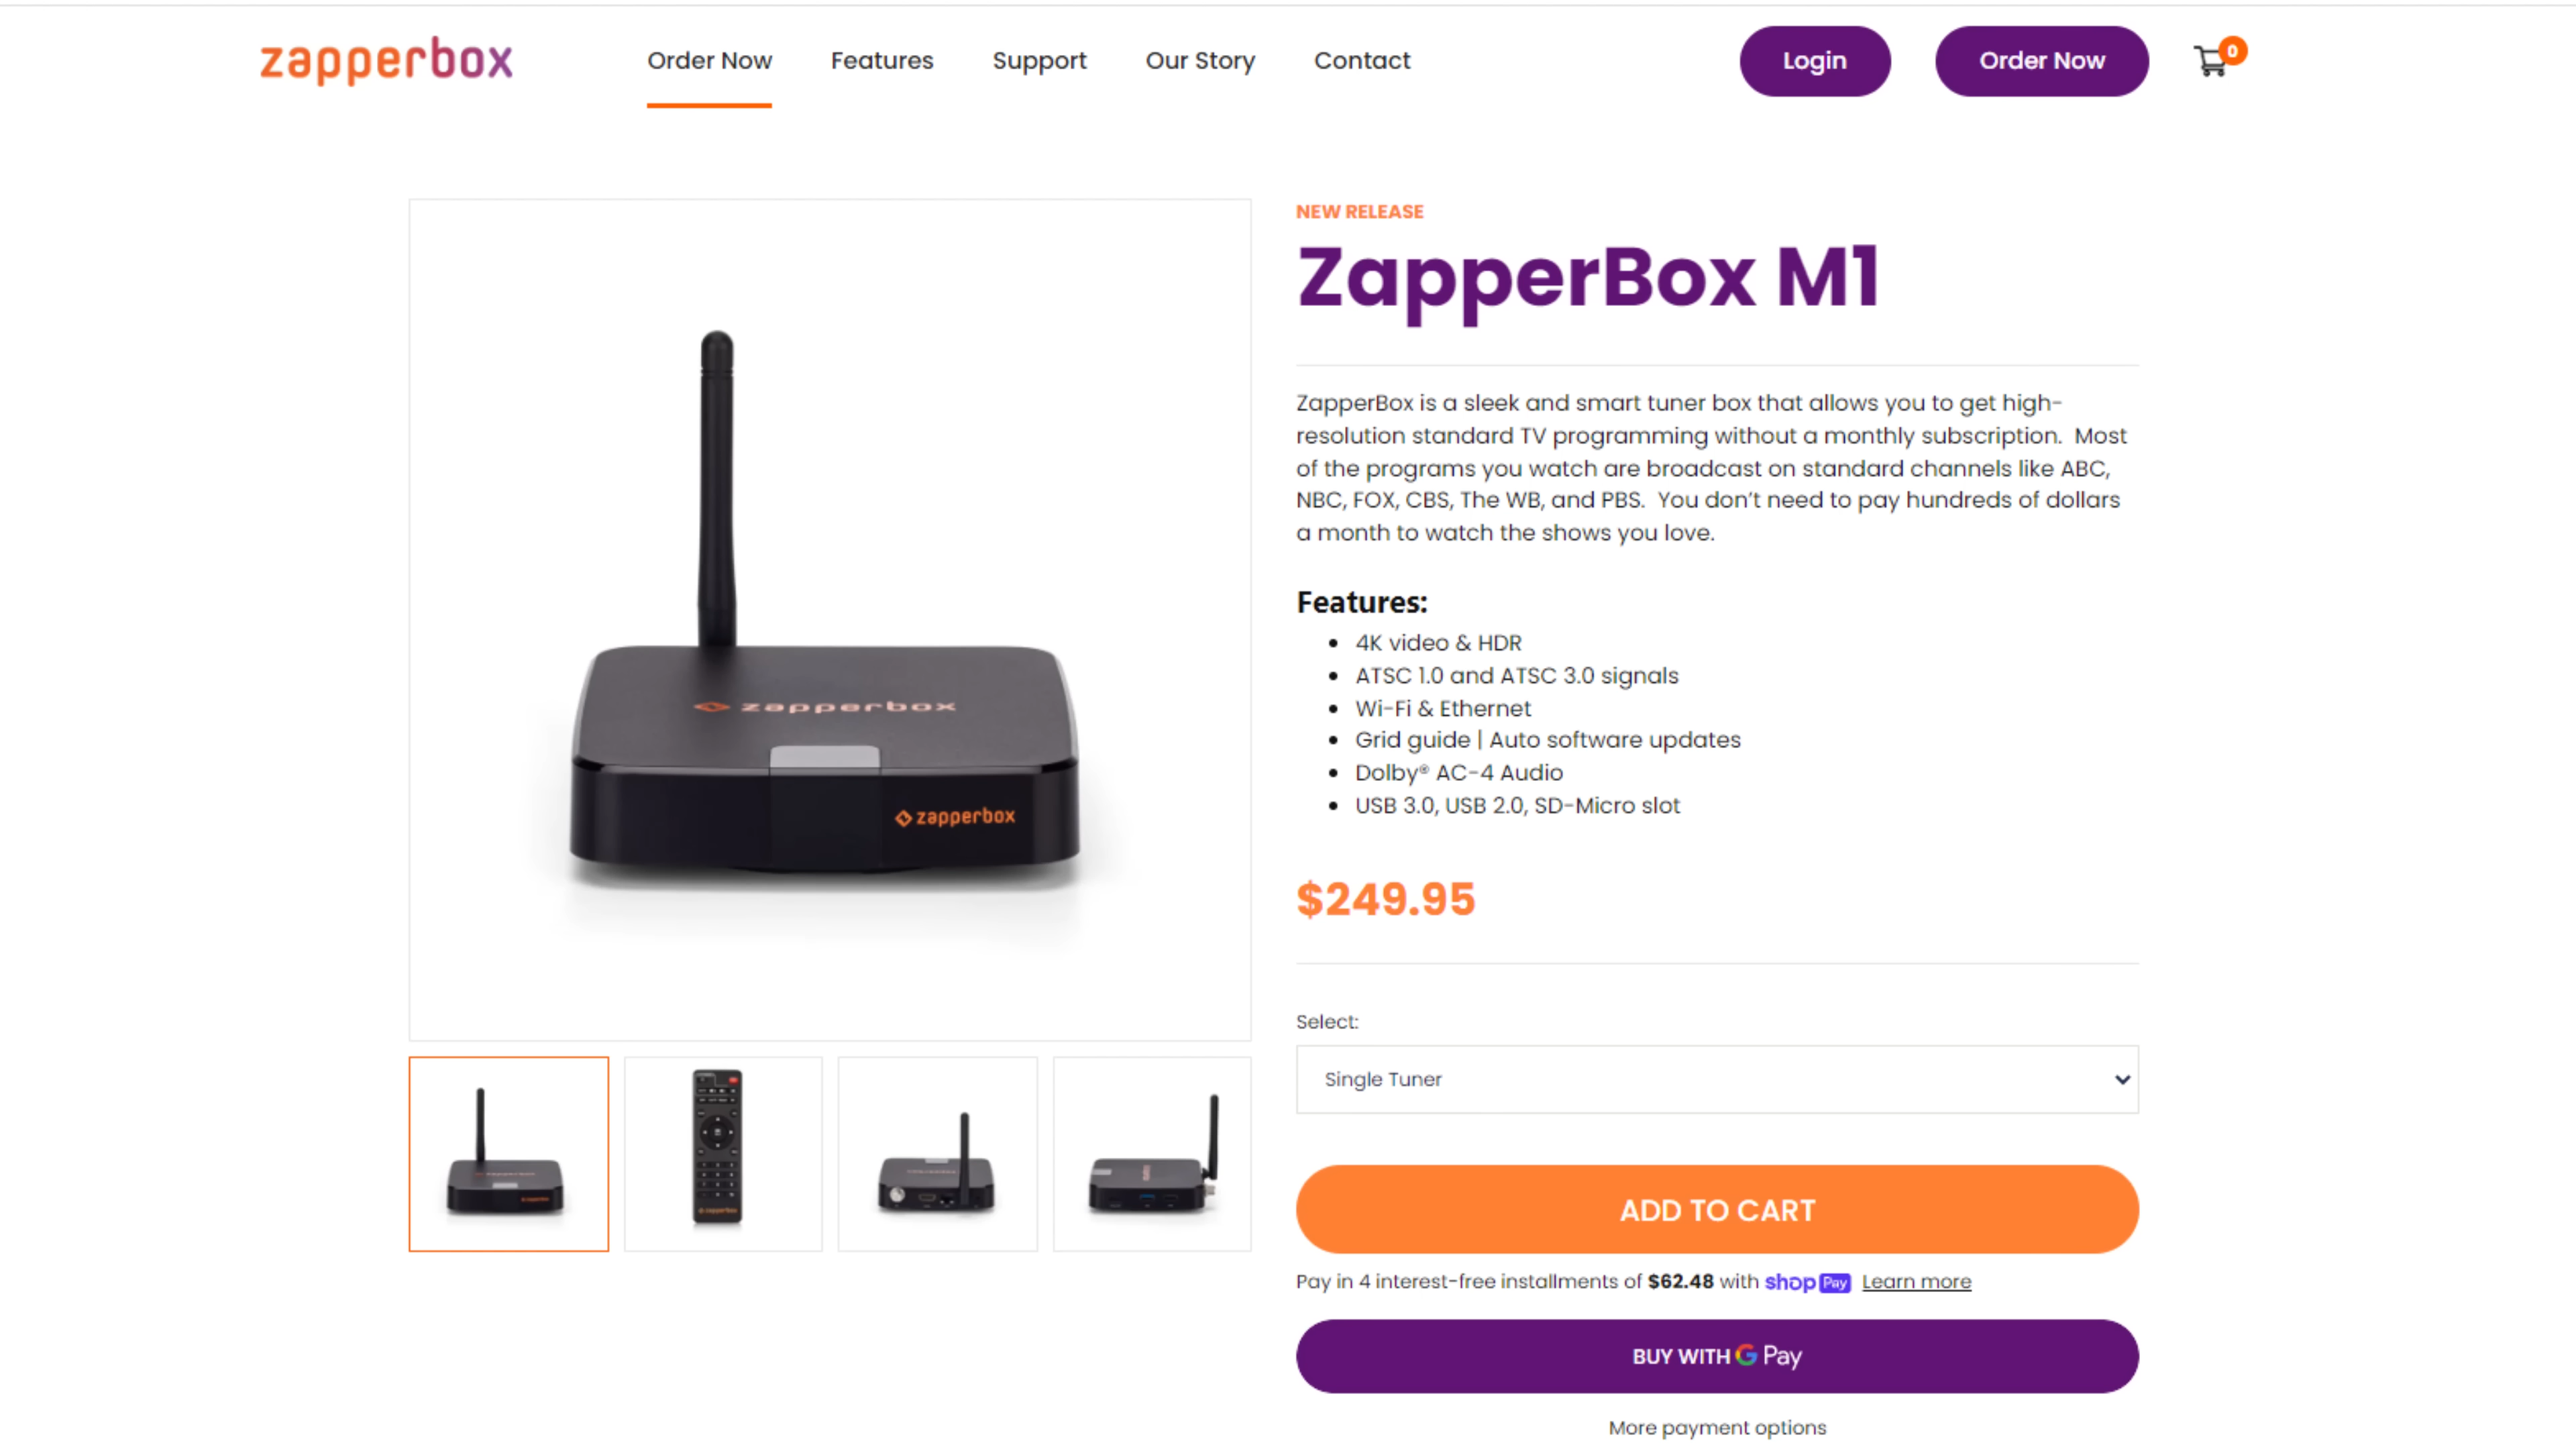 zapperbox
Order Now
Features
Support
Our Story
Contact
Login
Order Now
0
NEW RELEASE
ZapperBox M1
ZapperBox is a sleek and smart tuner box that allows you to get high-
resolution standard TV programming without a monthly subscription. Most
of the programs you watch are broadcast on standard channels like ABC,
NBC, FOX, CBS, The WB, and PBS. You don't need to pay hundreds of dollars
a month to watch the shows you love.
Features:
4K video & HDR
ATSC 1.0 and ATSC 3.0 signals
Wi-Fi & Ethernet
Grid guide | Auto software updates
Dolby® AC-4 Audio
USB 3.0, USB 2.0, SD-Micro slot
zapperbox
zapperbox
$249.95
Select:
Single Tuner
ADD TO CART
Pay in 4 interest-free installments of $62.48 with shop Pay Learn more
BUY WITH G Pay
More payment options